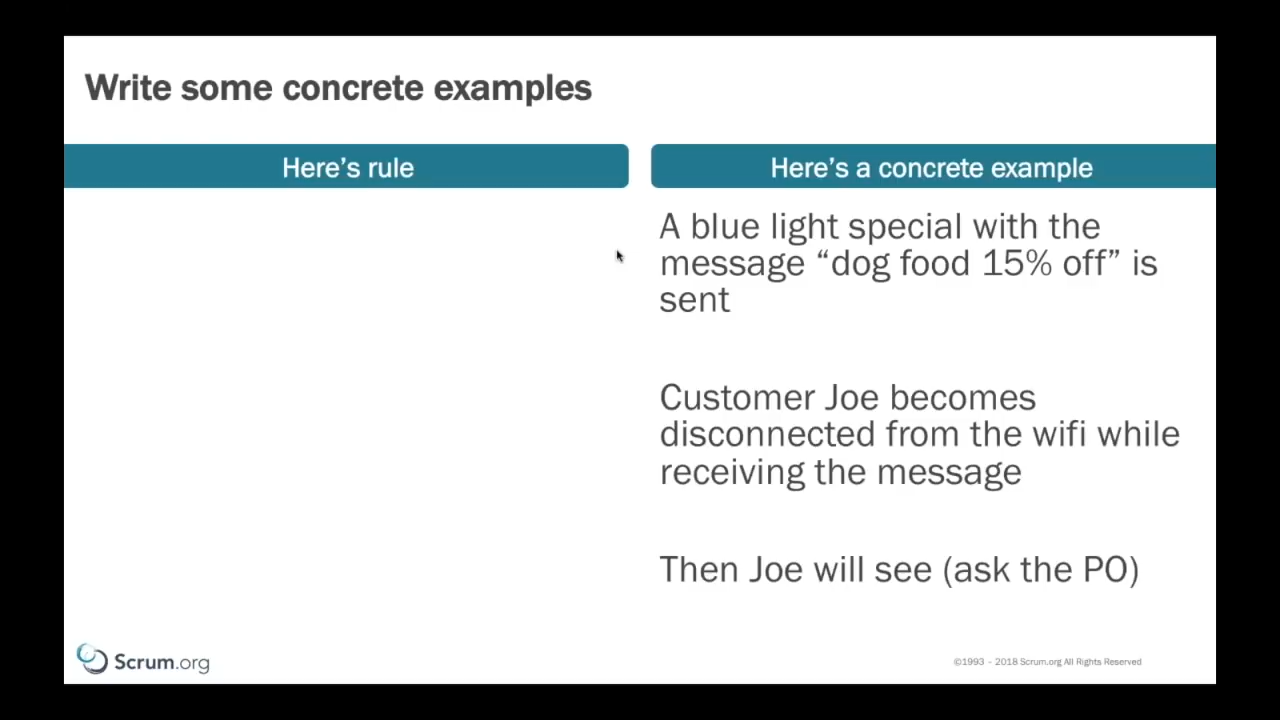 Write some concrete examples
Here's rule
Here's a concrete example
A blue light special with the
message “dog food 15% off” is
sent
Customer Joe becomes
disconnected from the wifi while
receiving the message
Then Joe will see (ask the PO)
Scrum.org
©1993 - 2018 Scrum.org All Rights Reserved